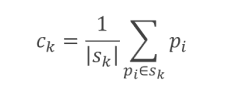 c_k = \frac{1}{|s_k|} \sum_{p_i \in s_k} p_i